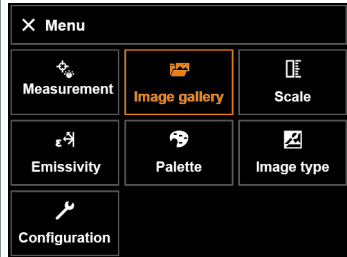 × Menu
Measurement
Image gallery
Scale
ε
Emissivity
Palette
Image type
Configuration